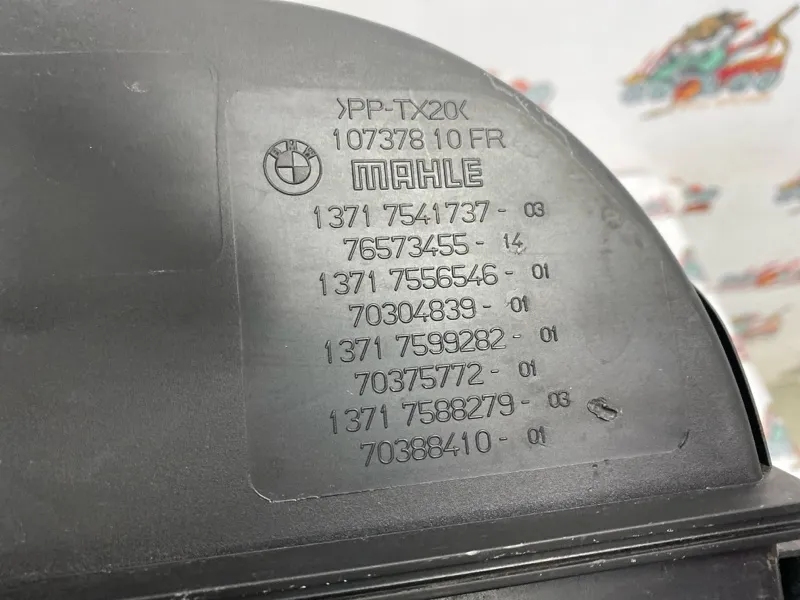 >PP-TX20<
107378 10 FR
BMW
MAHLE
1371 7541737- 03
76573455- 14
1371 7556546- 01
70304839- 01
1371 7599282- 01
70375772- 01
1371 7588279- 03
70388410- 01